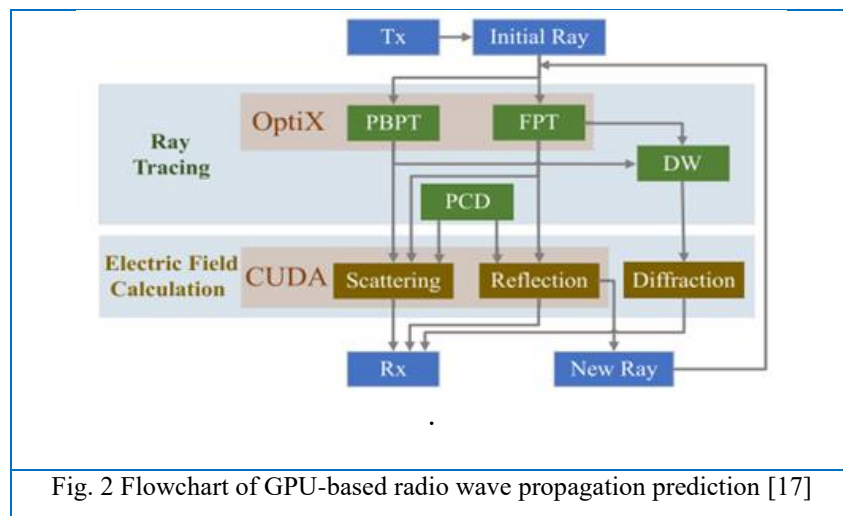 Tx
Initial Ray
OptiX
PBPT
FPT
Ray
Tracing
DW
PCD
Electric Field
Calculation
CUDA
Scattering
Reflection
Diffraction
Rx
New Ray
.
Fig. 2 Flowchart of GPU-based radio wave propagation prediction [17]